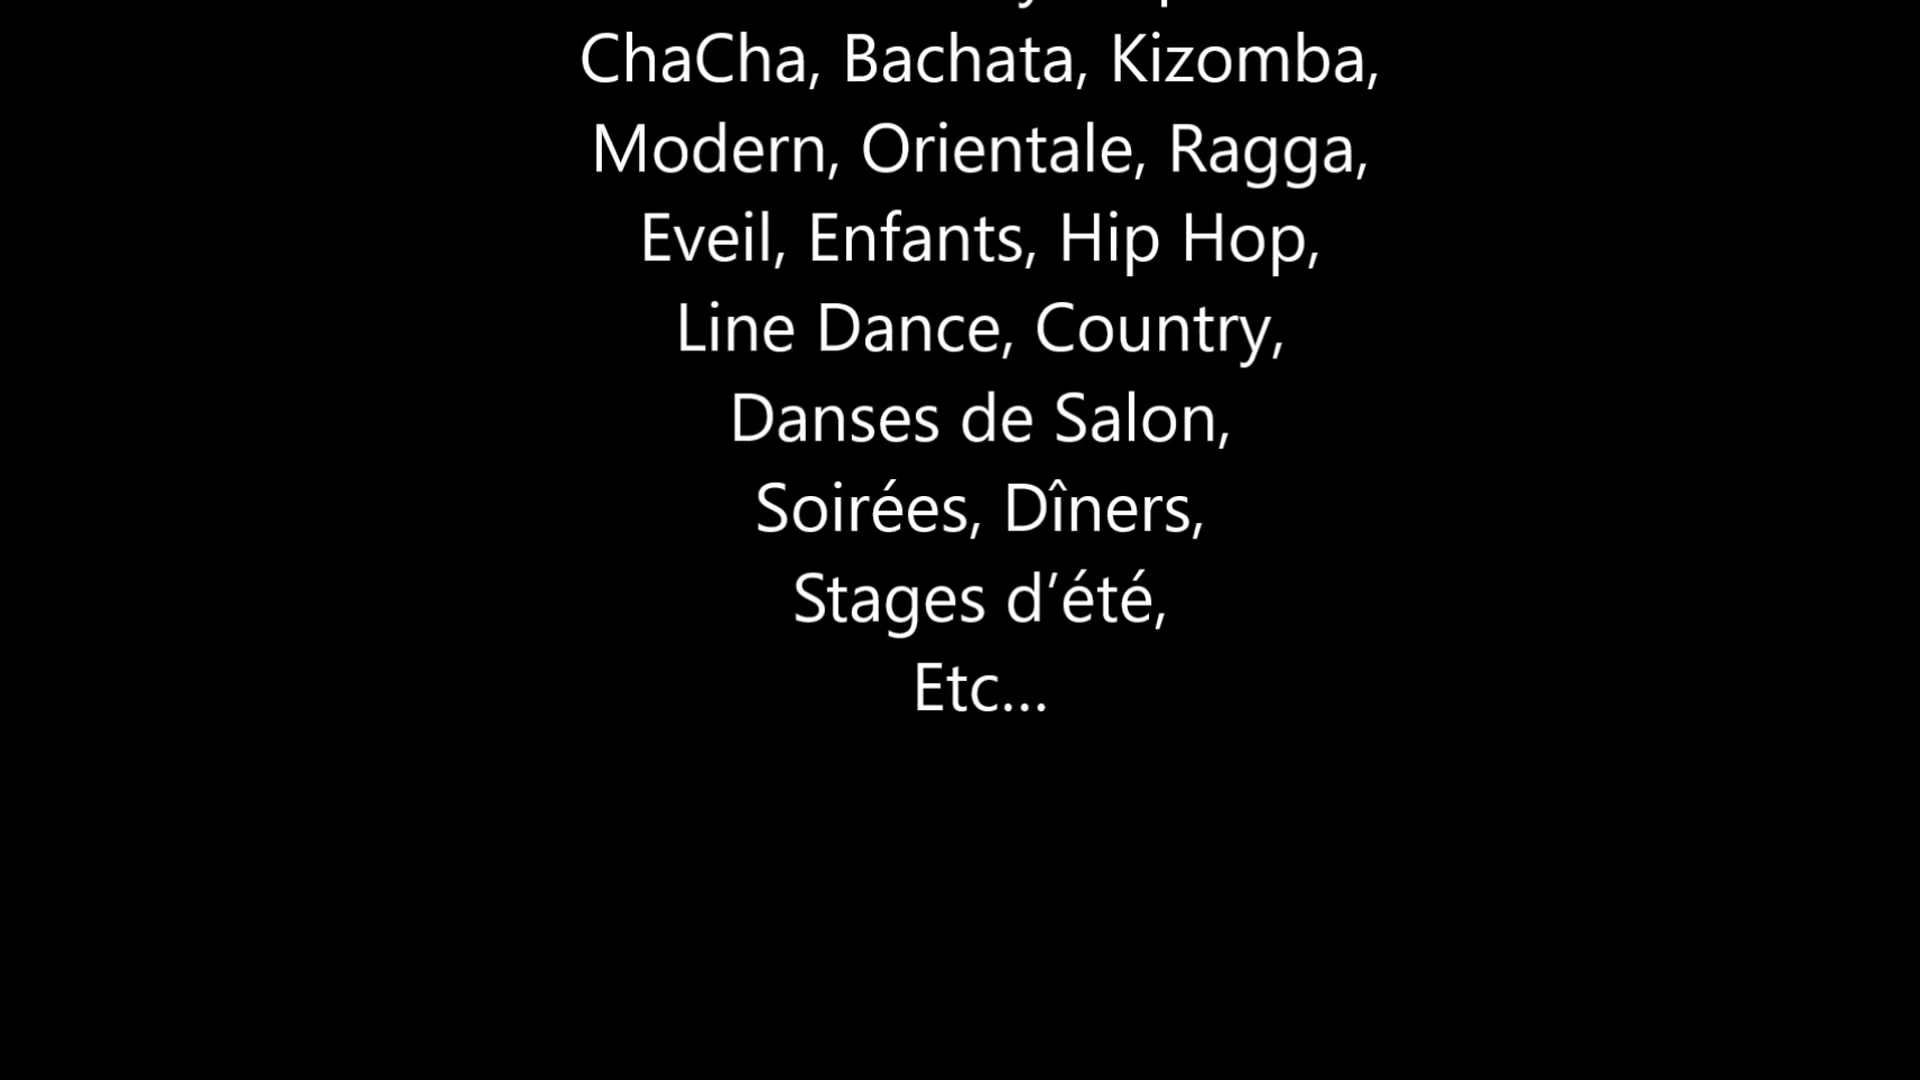 ChaCha, Bachata, Kizomba,
Modern, Orientale, Ragga,
Eveil, Enfants, Hip Hop,
Line Dance, Country,
Danses de Salon,
Soirées, Dîners,
Stages d’été,
Etc...